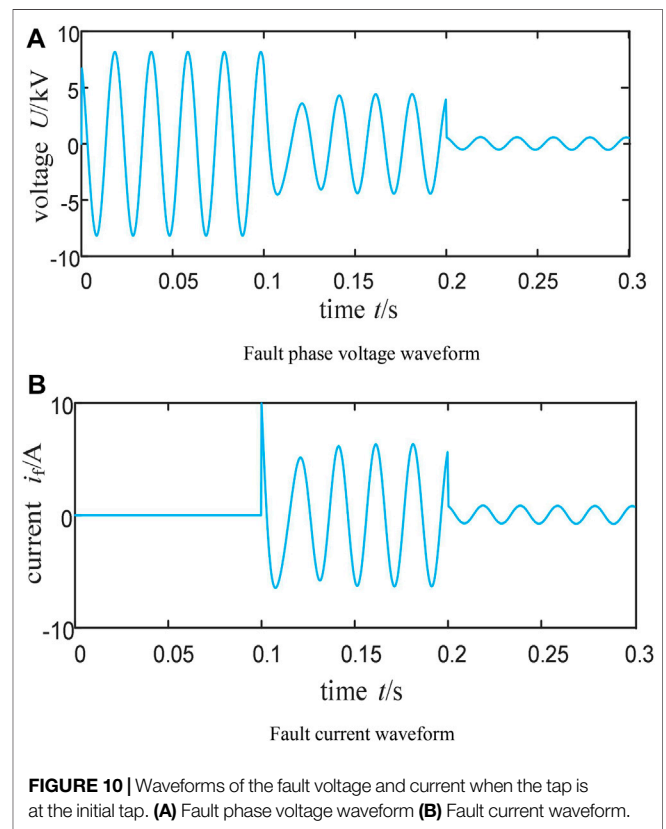 A
10
5
0
-5
-10
voltage U/kV
0 0.05 0.1 0.15 0.2 0.25 0.3
time t/s
Fault phase voltage waveform
B
10
0
-10
current if/A
0 0.05 0.1 0.15 0.2 0.25 0.3
time t/s
Fault current waveform
FIGURE 10 | Waveforms of the fault voltage and current when the tap is
at the initial tap. (A) Fault phase voltage waveform (B) Fault current waveform.